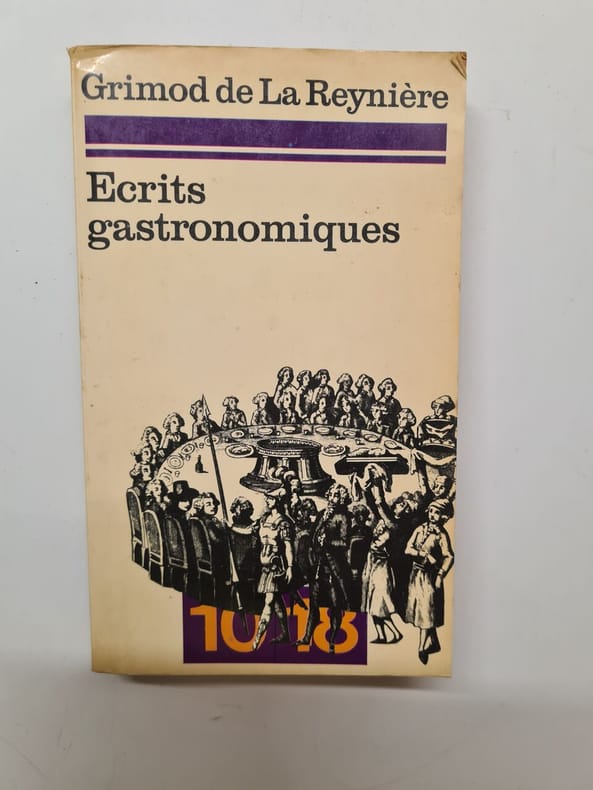 Grimod de La Reynière
Ecrits
gastronomiques
10 18